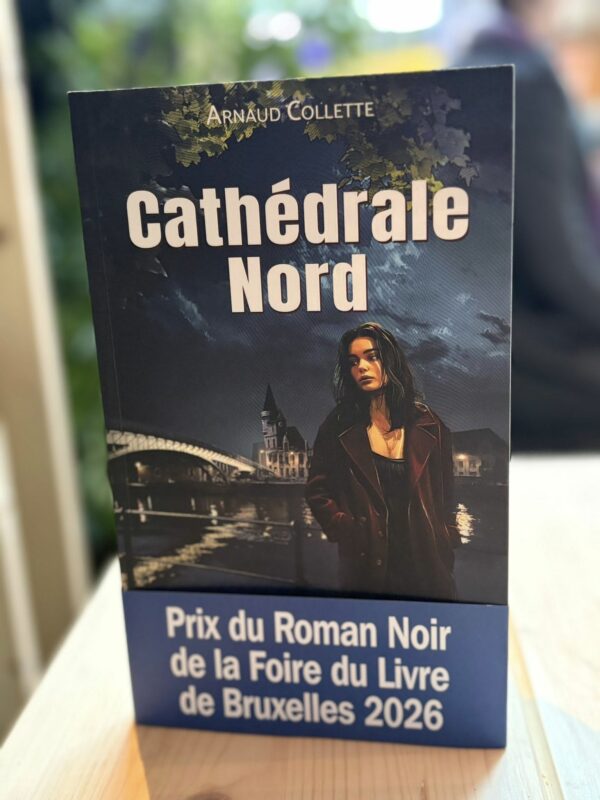 Arnaud Collette
Cathédrale
Nord
Prix du Roman Noir
de la Foire du Livre
de Bruxelles 2026